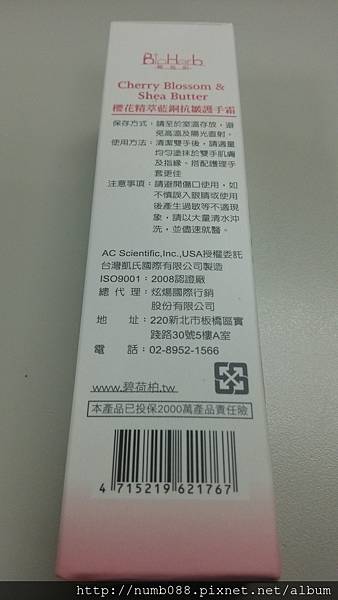 BioHerb
碧荷柏
Cherry Blossom &
Shea Butter
櫻花精萃藍銅抗皺護手霜
保存方式：請至於室溫存放，避
免高溫及陽光直射。
使用方法：清潔雙手後，請適量
均勻塗抹於雙手肌膚
及指緣。搭配護理手
套更佳
注意事項：請避開傷口使用，如
不慎誤入眼睛或使用
後產生過敏等不適現
象，請以大量清水沖
洗，並儘速就醫。
AC Scientific,Inc.,USA授權委託
台灣凱氏國際有限公司製造
ISO9001：2008認證廠
總代理：炫煬國際行銷
股份有限公司
地　址：220新北市板橋區實
踐路30號5樓A室
電　話：02-8952-1566
www.碧荷柏.tw
本產品已投保2000萬產品責任險
4 715219 621767
http://numb088.pixnet.net/album